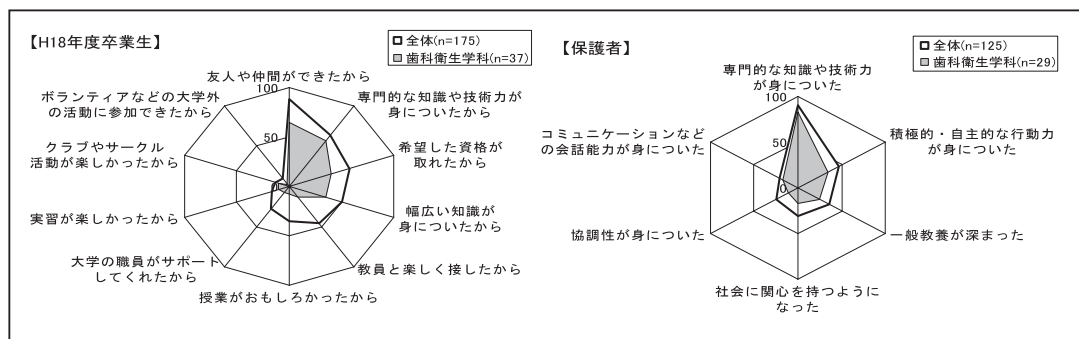 【H18年度卒業生】
全体(n=175)
歯科衛生学科(n=37)
友人や仲間ができたから
専門的な知識や技術力が
身についたから
希望した資格が
取れたから
幅広い知識が
身についたから
教員と楽しく接したから
授業がおもしろかったから
大学の職員がサポート
してくれたから
実習が楽しかったから
クラブやサークル
活動が楽しかったから
ボランティアなどの大学外
の活動に参加できたから
100
50
0
【保護者】
全体(n=125)
歯科衛生学科(n=29)
専門的な知識や技術力
が身についた
積極的・自主的な行動力
が身についた
一般教養が深まった
社会に関心を持つように
なった
協調性が身についた
コミュニケーションなど
の会話能力が身についた
100
50
0